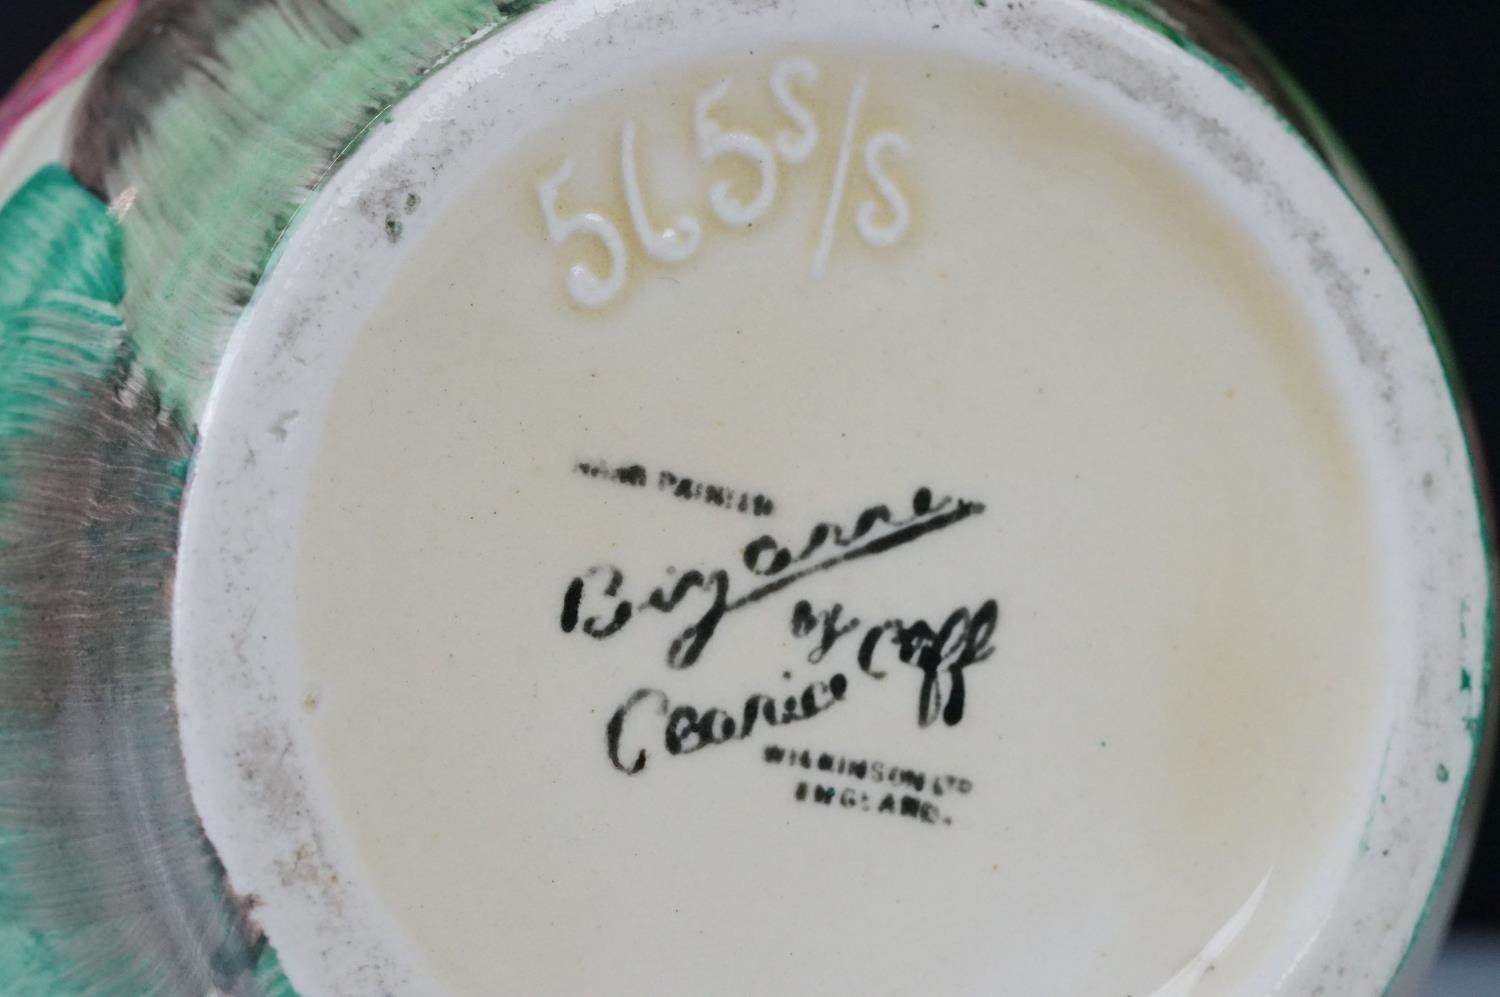 565 S/S
HAND PAINTED
Bizarre
by
Clarice Cliff
WILKINSON LTD
ENGLAND.